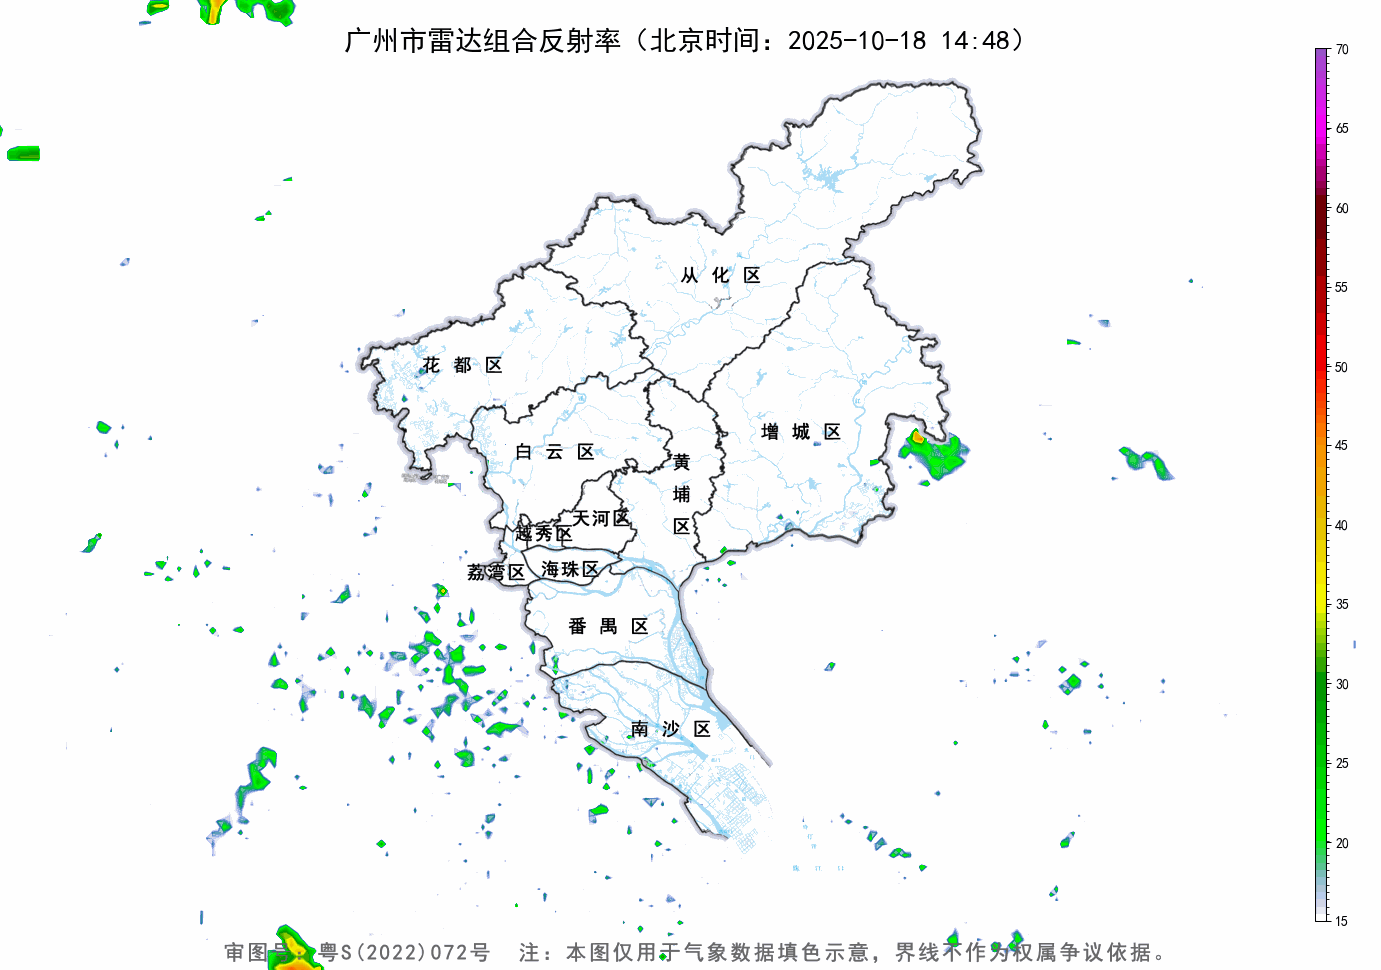 广州市雷达组合反射率（北京时间：2025-10-18 14:48）
70
65
60
55
50
45
40
35
30
25
20
15
从化区
花都区
增城区
白云区
黄埔区
天河区
越秀区
荔湾区
海珠区
番禺区
南沙区
审图号：粤S(2022)072号 注：本图仅用于气象数据填色示意，界线不作为权属争议依据。